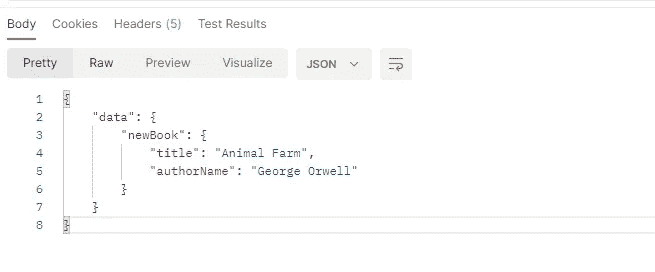 Body Cookies Headers (5) Test Results
Pretty Raw Preview Visualize JSON
1 {
2 "data": {
3 "newBook": {
4 "title": "Animal Farm",
5 "authorName": "George Orwell"
6 }
7 }
8 }